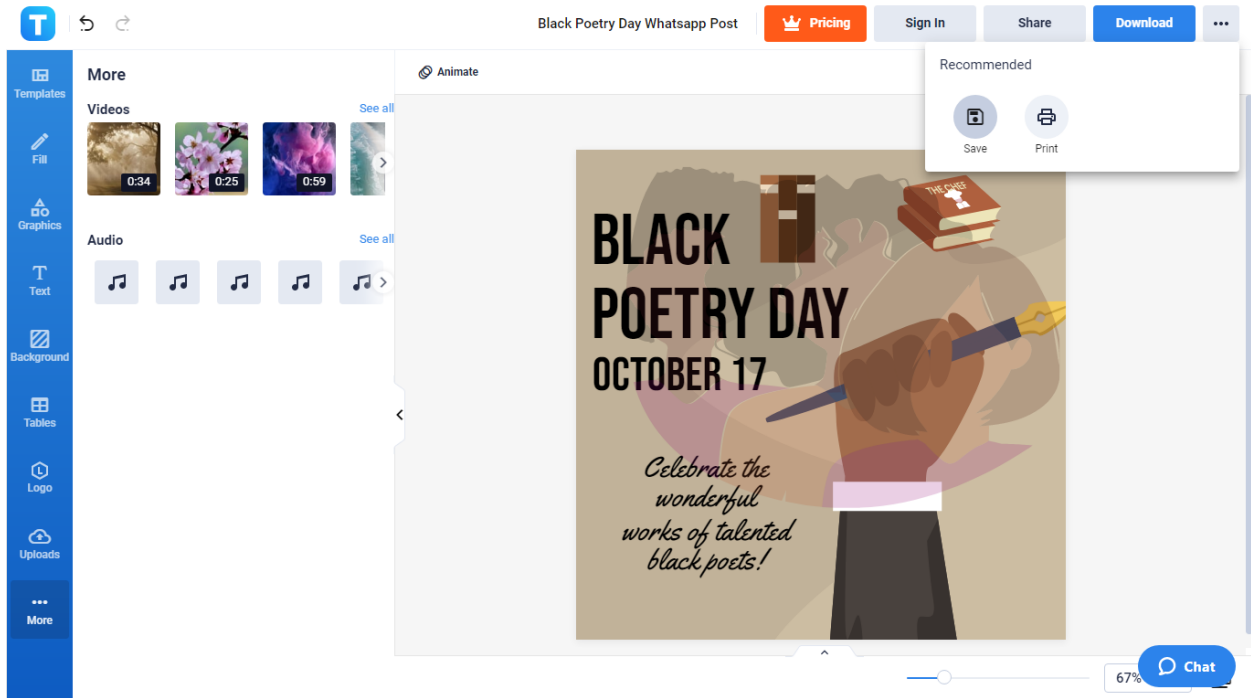 T
Black Poetry Day Whatsapp Post
Pricing
Sign In
Share
Download
Recommended
Save
Print
Templates
Fill
Graphics
Text
Background
Tables
Logo
Uploads
More
More
Videos
See all
0:34
0:25
0:59
Audio
See all
Animate
THE CHEF
BLACK
POETRY DAY
OCTOBER 17
Celebrate the
wonderful
works of talented
black poets!
67%
Chat